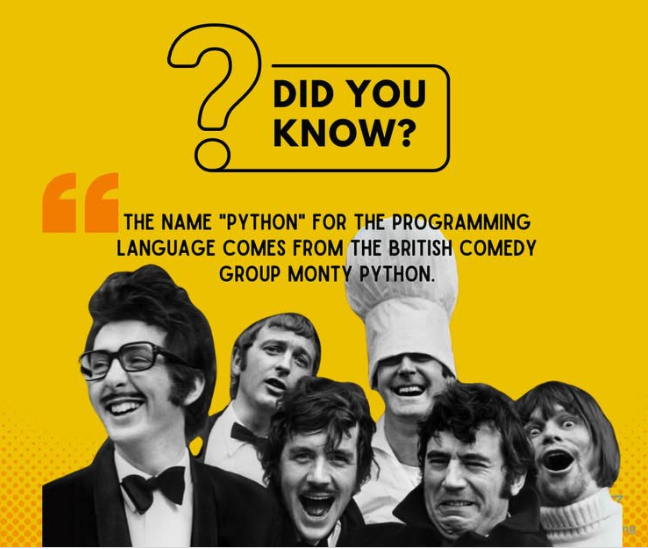 DID YOU
KNOW?
THE NAME "PYTHON" FOR THE PROGRAMMING
LANGUAGE COMES FROM THE BRITISH COMEDY
GROUP MONTY PYTHON.